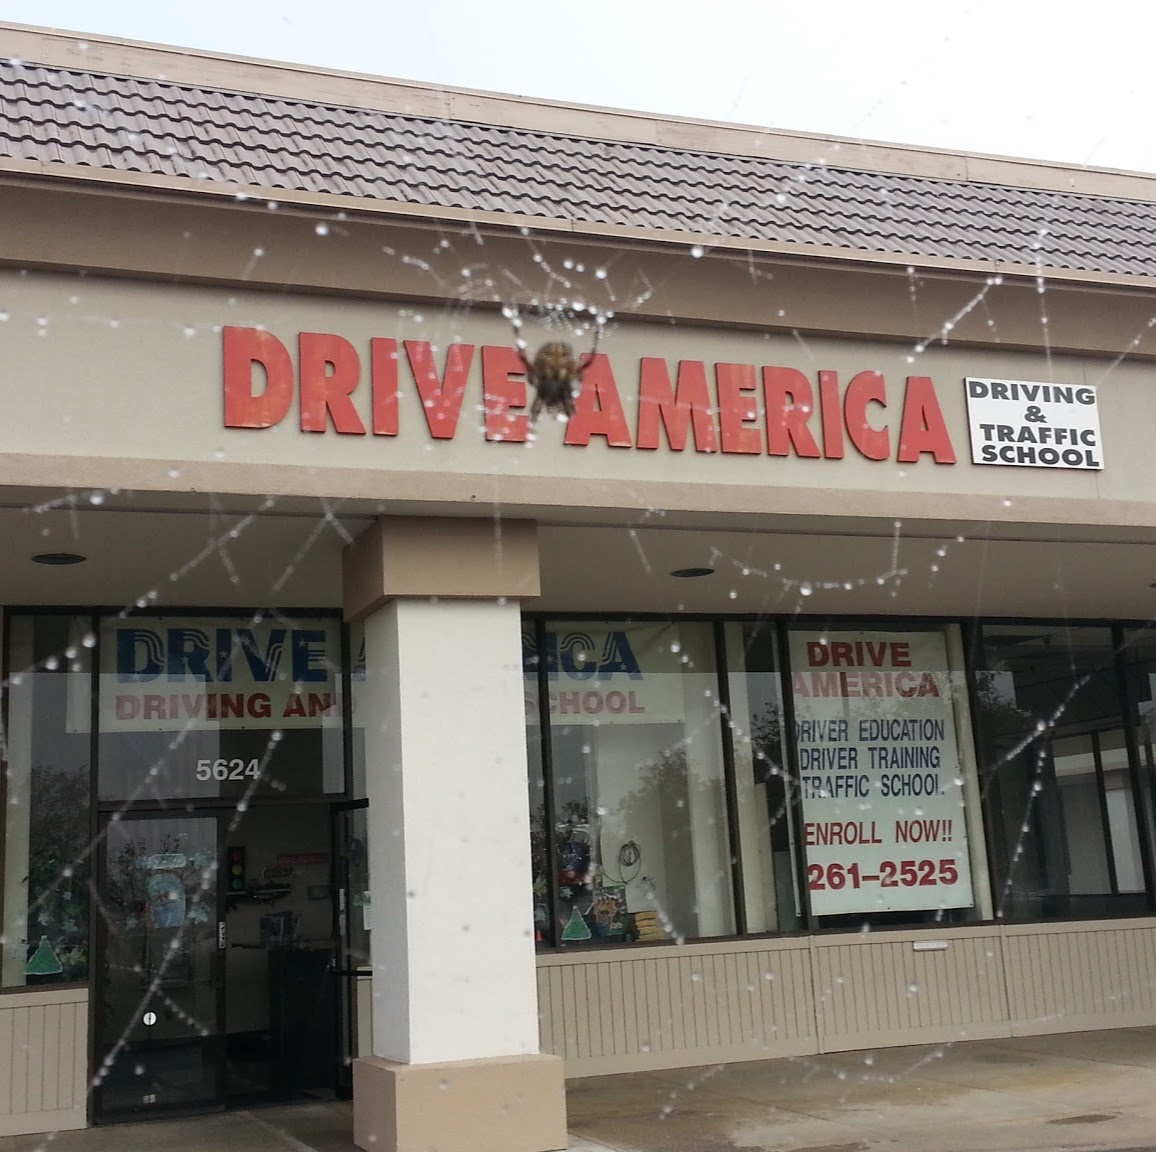 DRIVE AMERICA
DRIVING
&
TRAFFIC
SCHOOL
DRIVE
DRIVING
SCHOOL
5624
DRIVE
AMERICA
DRIVER EDUCATION
DRIVER TRAINING
TRAFFIC SCHOOL
ENROLL NOW!!
261-2525